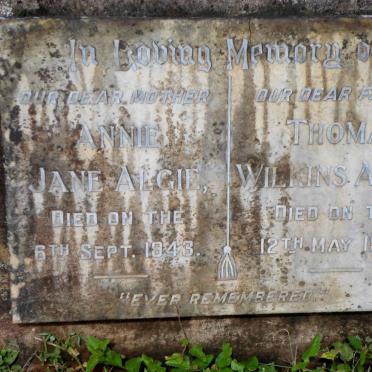 In Loving Memory o
OUR DEAR MOTHER
ANNIE
JANE ALGIE,
DIED ON THE
6TH SEPT. 1943.
OUR DEAR F
THOMA
WILKINS A
DIED ON T
12TH MAY 1
"EVER REMEMBERED"